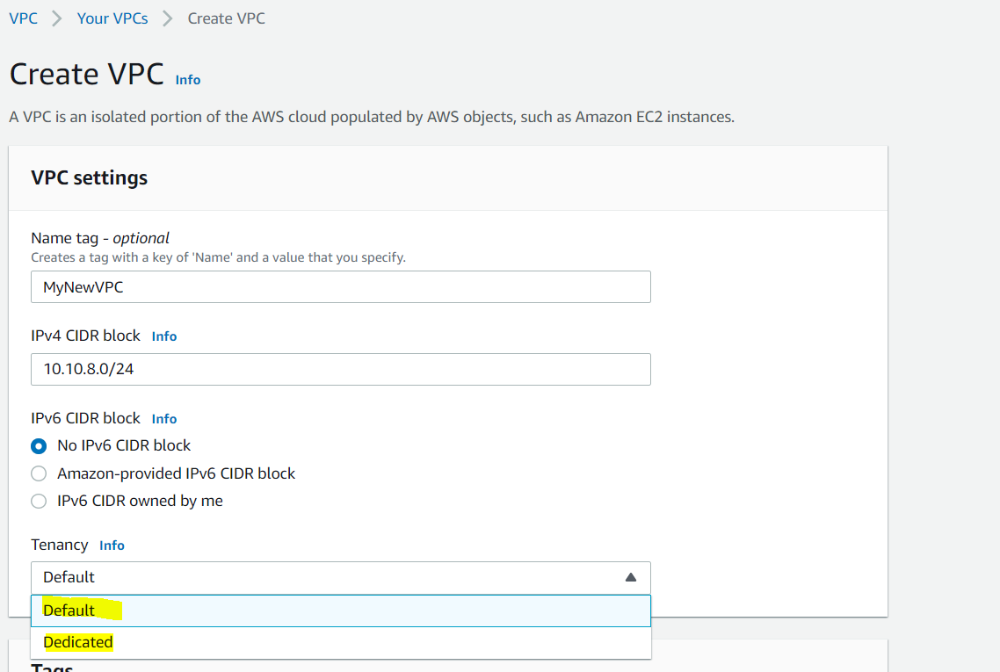 VPC > Your VPCs > Create VPC
Create VPC Info
A VPC is an isolated portion of the AWS cloud populated by AWS objects, such as Amazon EC2 instances.
VPC settings
Name tag - optional
Creates a tag with a key of 'Name' and a value that you specify.
MyNewVPC
IPv4 CIDR block Info
10.10.8.0/24
IPv6 CIDR block Info
No IPv6 CIDR block
Amazon-provided IPv6 CIDR block
IPv6 CIDR owned by me
Tenancy Info
Default
Default
Dedicated
Tags